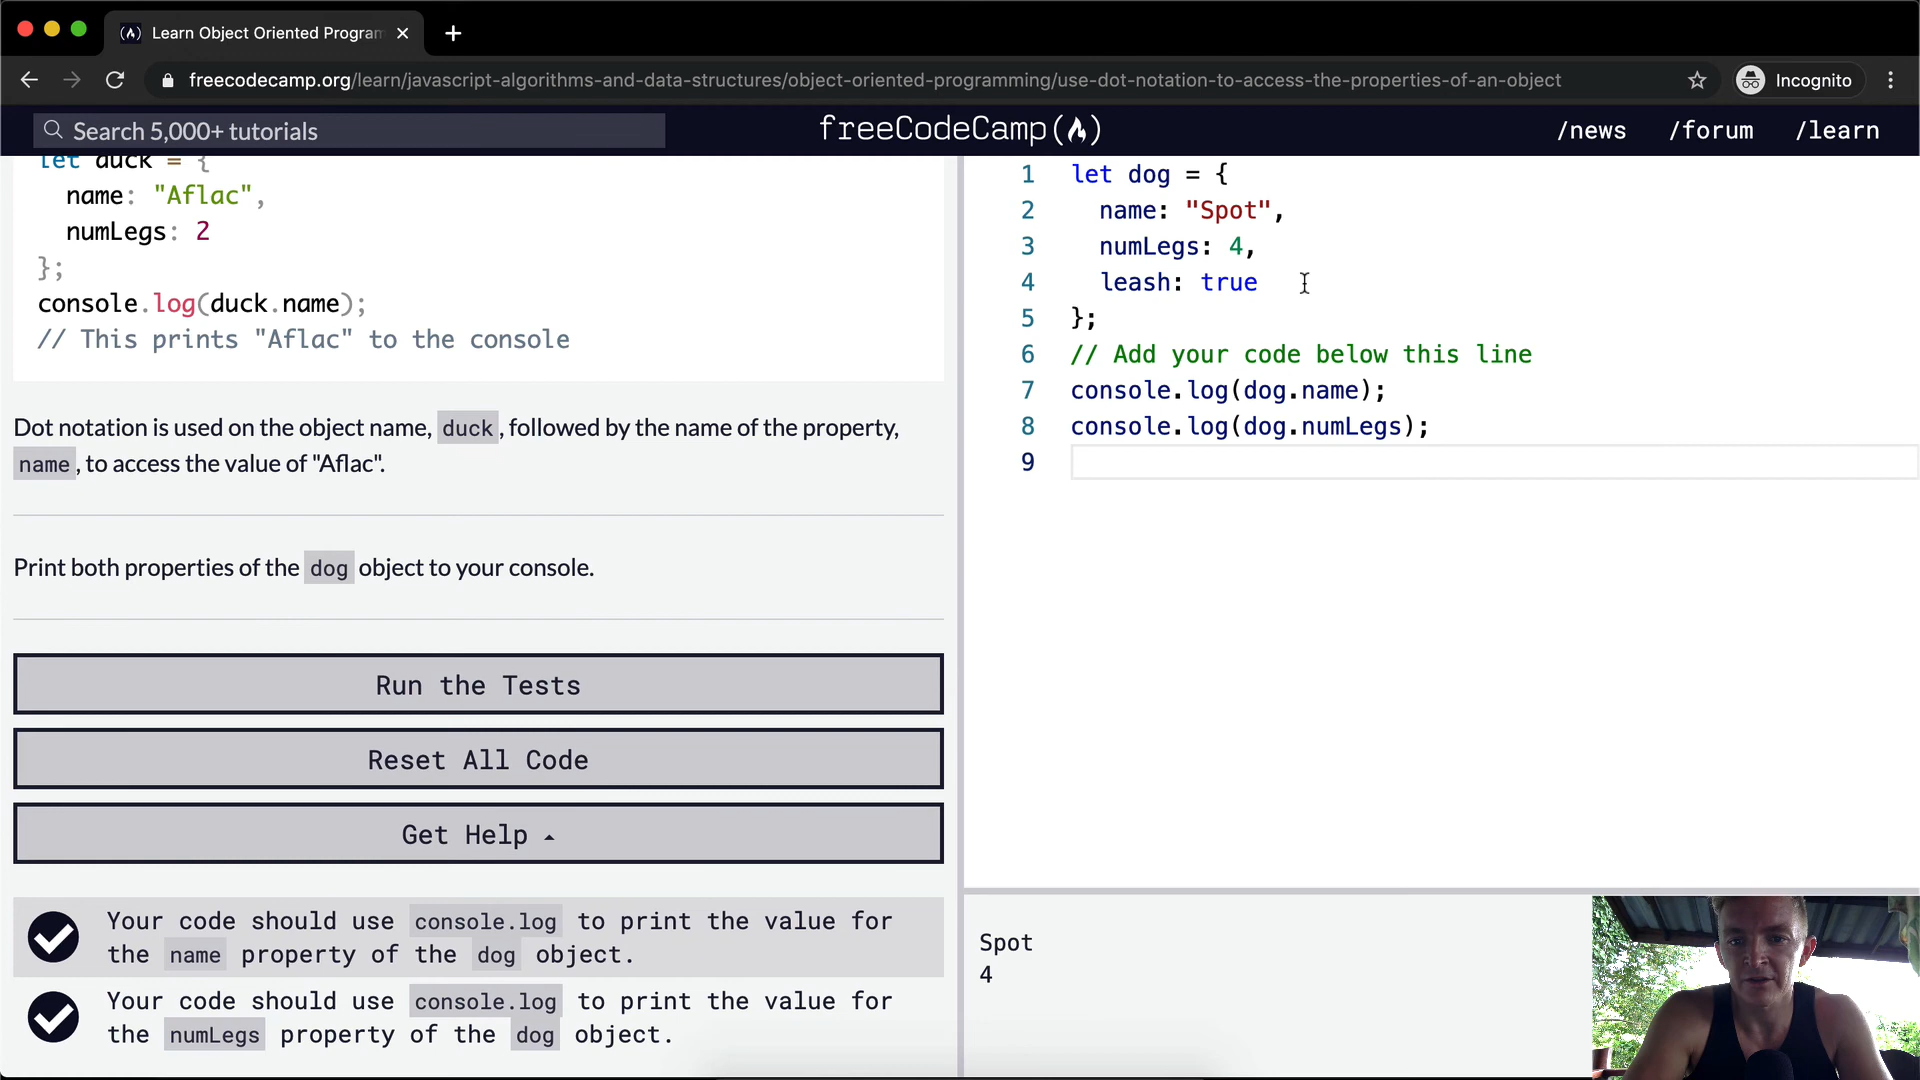 Learn Object Oriented Program
freecodecamp.org/learn/javascript-algorithms-and-data-structures/object-oriented-programming/use-dot-notation-to-access-the-properties-of-an-object
Incognito
Search 5,000+ tutorials
freeCodeCamp
/news /forum /learn
let duck = {
name: "Aflac",
numLegs: 2
};
console.log(duck.name);
// This prints "Aflac" to the console
Dot notation is used on the object name, duck, followed by the name of the property,
name, to access the value of "Aflac".
Print both properties of the dog object to your console.
Run the Tests
Reset All Code
Get Help
Your code should use console.log to print the value for
the name property of the dog object.
Your code should use console.log to print the value for
the numLegs property of the dog object.
1 let dog = {
2 name: "Spot",
3 numLegs: 4,
4 leash: true
5 };
6 // Add your code below this line
7 console.log(dog.name);
8 console.log(dog.numLegs);
9
Spot
4